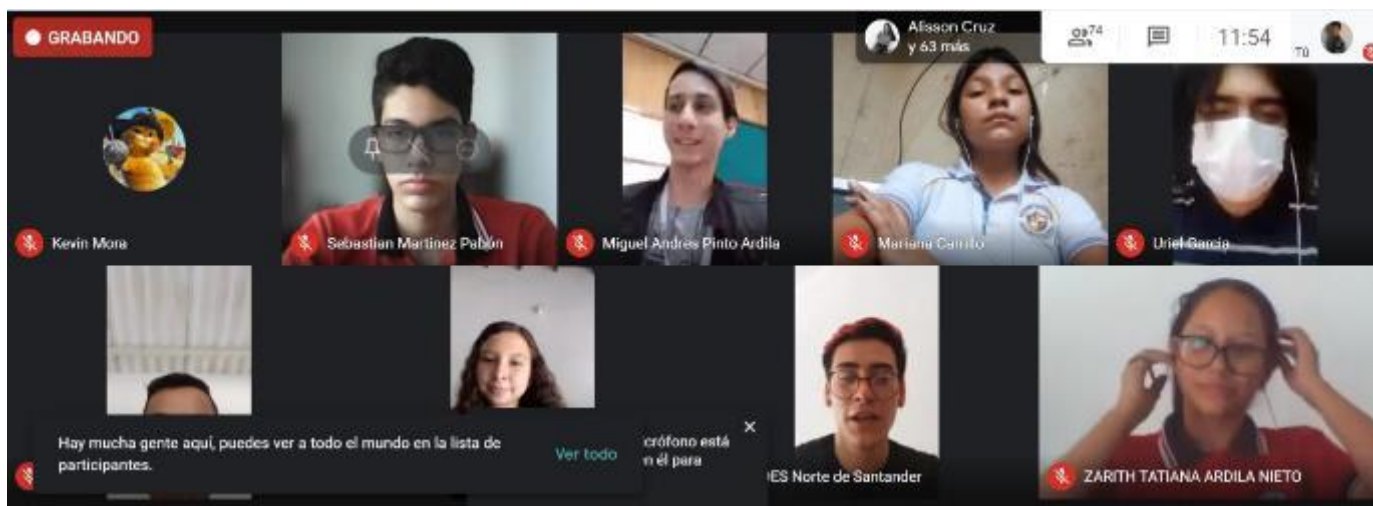 GRABANDO
Alisson Cruz
y 63 más
74
11:54
TÚ
Kevin Mora
Sebastian Martinez Pabón
Miguel Andres Pinto Ardila
Mariana Carrillo
Uriel Garcia
Hay mucha gente aquí, puedes ver a todo el mundo en la lista de
participantes.
Ver todo
crófono está
n él para
ES Norte de Santander
ZARITH TATIANA ARDILA NIETO